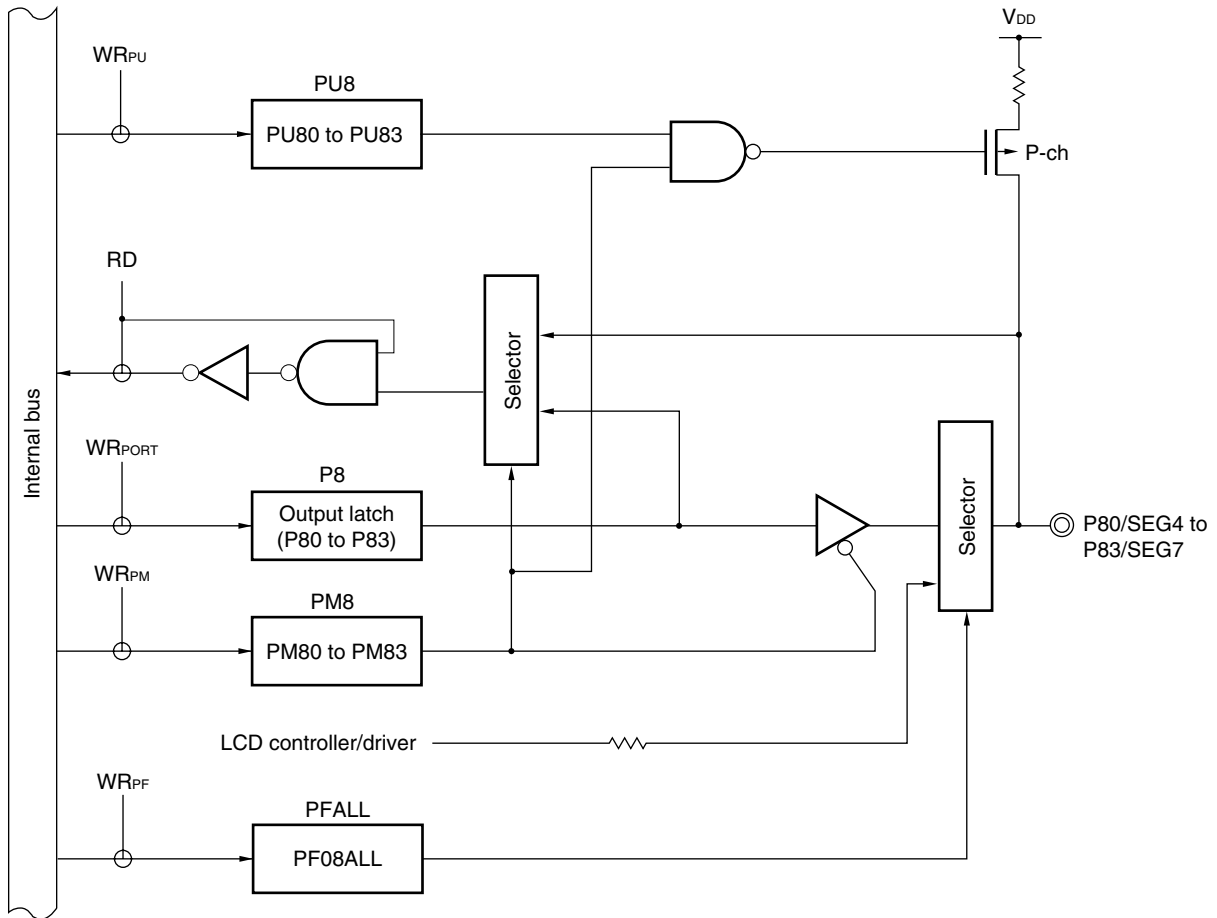 VDD
WRPU
PU8
PU80 to PU83
P-ch
RD
Selector
Internal bus
WRPORT
P8
Output latch
(P80 to P83)
Selector
P80/SEG4 to
P83/SEG7
WRPM
PM8
PM80 to PM83
LCD controller/driver
WRPF
PFALL
PF08ALL